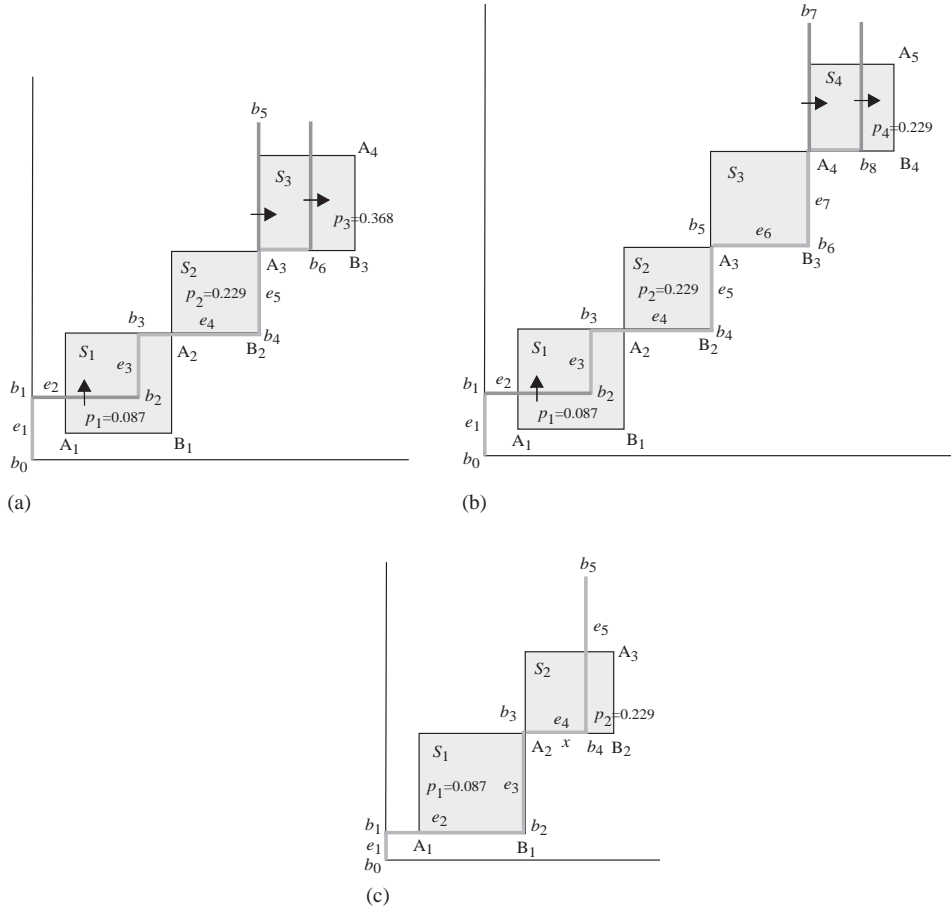 b5
A4
S3
p3=0.368
S2
A3
b6
B3
p2=0.229
e5
b3
e4
b4
S1
A2
B2
e3
b1
e2
b2
p1=0.087
e1
A1
B1
b0
(a)
b7
A5
S4
p4=0.229
S3
A4
b8
B4
e7
b5
e6
b6
S2
A3
B3
p2=0.229
e5
b3
e4
b4
S1
A2
B2
e3
b1
e2
b2
p1=0.087
e1
A1
B1
b0
(b)
b5
e5
A3
S2
b3
e4
p2=0.229
A2
x
b4
B2
S1
p1=0.087
e3
e2
b1
b2
e1
A1
B1
b0
(c)